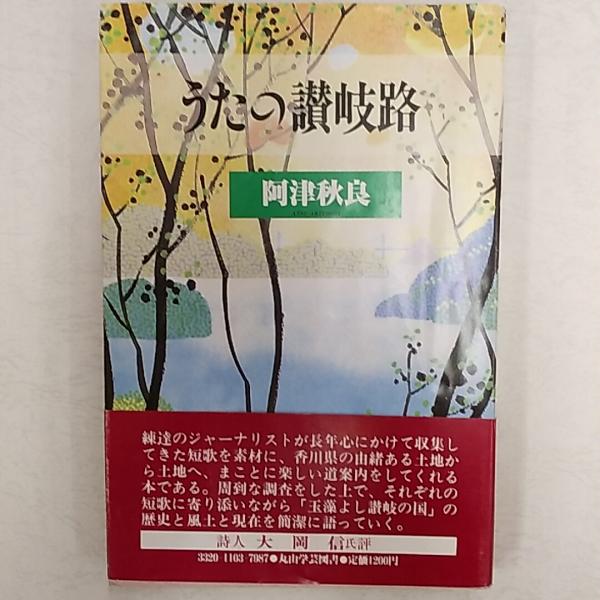 うたの讃岐路
阿津秋良
練達のジャーナリストが長年心にかけて収集し
てきた短歌を素材に、香川県の由緒ある土地か
ら土地へ、まことに楽しい道案内をしてくれる
本である。周到な調査をした上で、それぞれの
短歌に寄り添いながら「玉藻よし讃岐の国」の
歴史と風土と現在を簡潔に語っていく。
詩人 大岡 信氏評
3320-1103-7987●丸山学芸図書●定価1200円